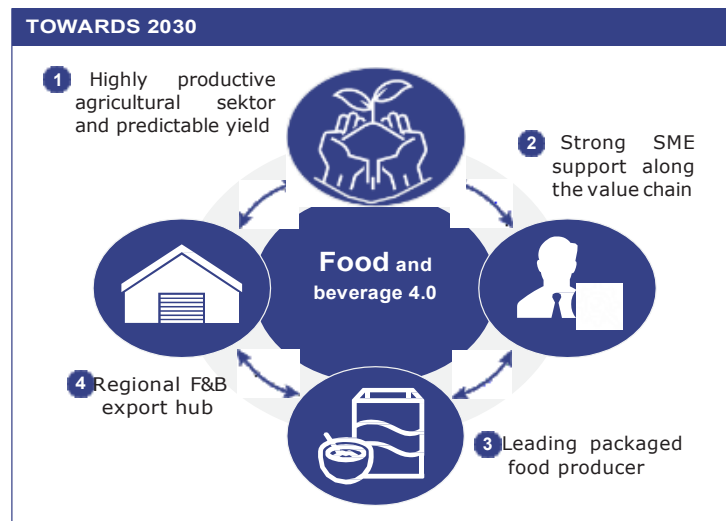 TOWARDS 2030
1 Highly productive
agricultural sektor
and predictable yield
2 Strong SME
support along
the value chain
Food and
beverage 4.0
4 Regional F&B
export hub
3 Leading packaged
food producer